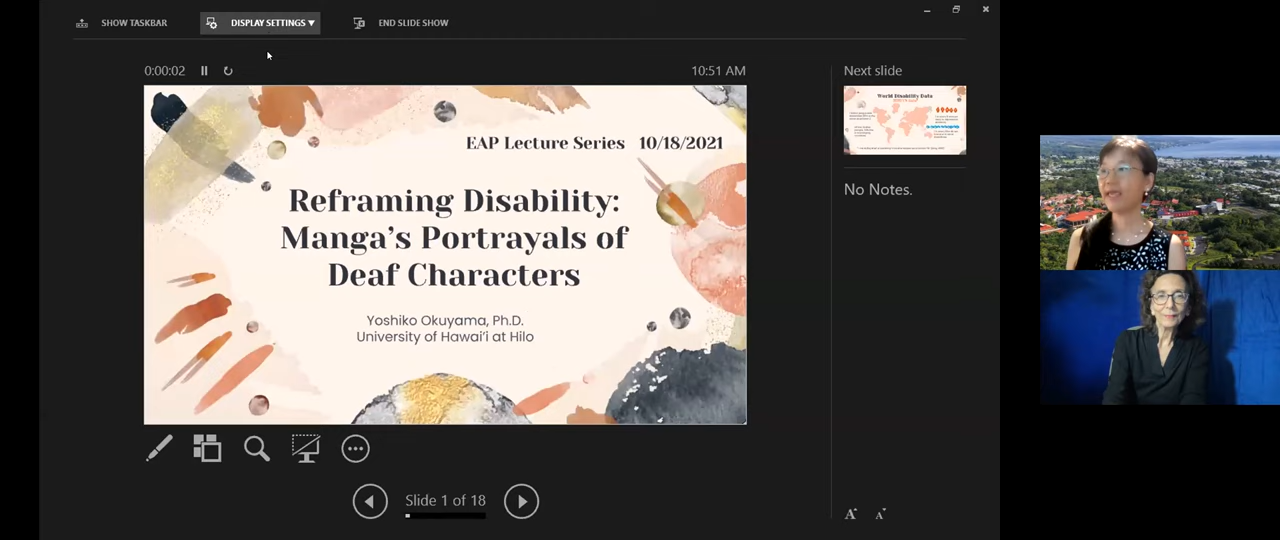 SHOW TASKBAR
DISPLAY SETTINGS ▼
END SLIDE SHOW
0:00:02
10:51 AM
EAP Lecture Series 10/18/2021
Reframing Disability:
Manga's Portrayals of
Deaf Characters
Yoshiko Okuyama, Ph.D.
University of Hawai'i at Hilo
Slide 1 of 18
Next slide
World Disability Data
No Notes.
A
A